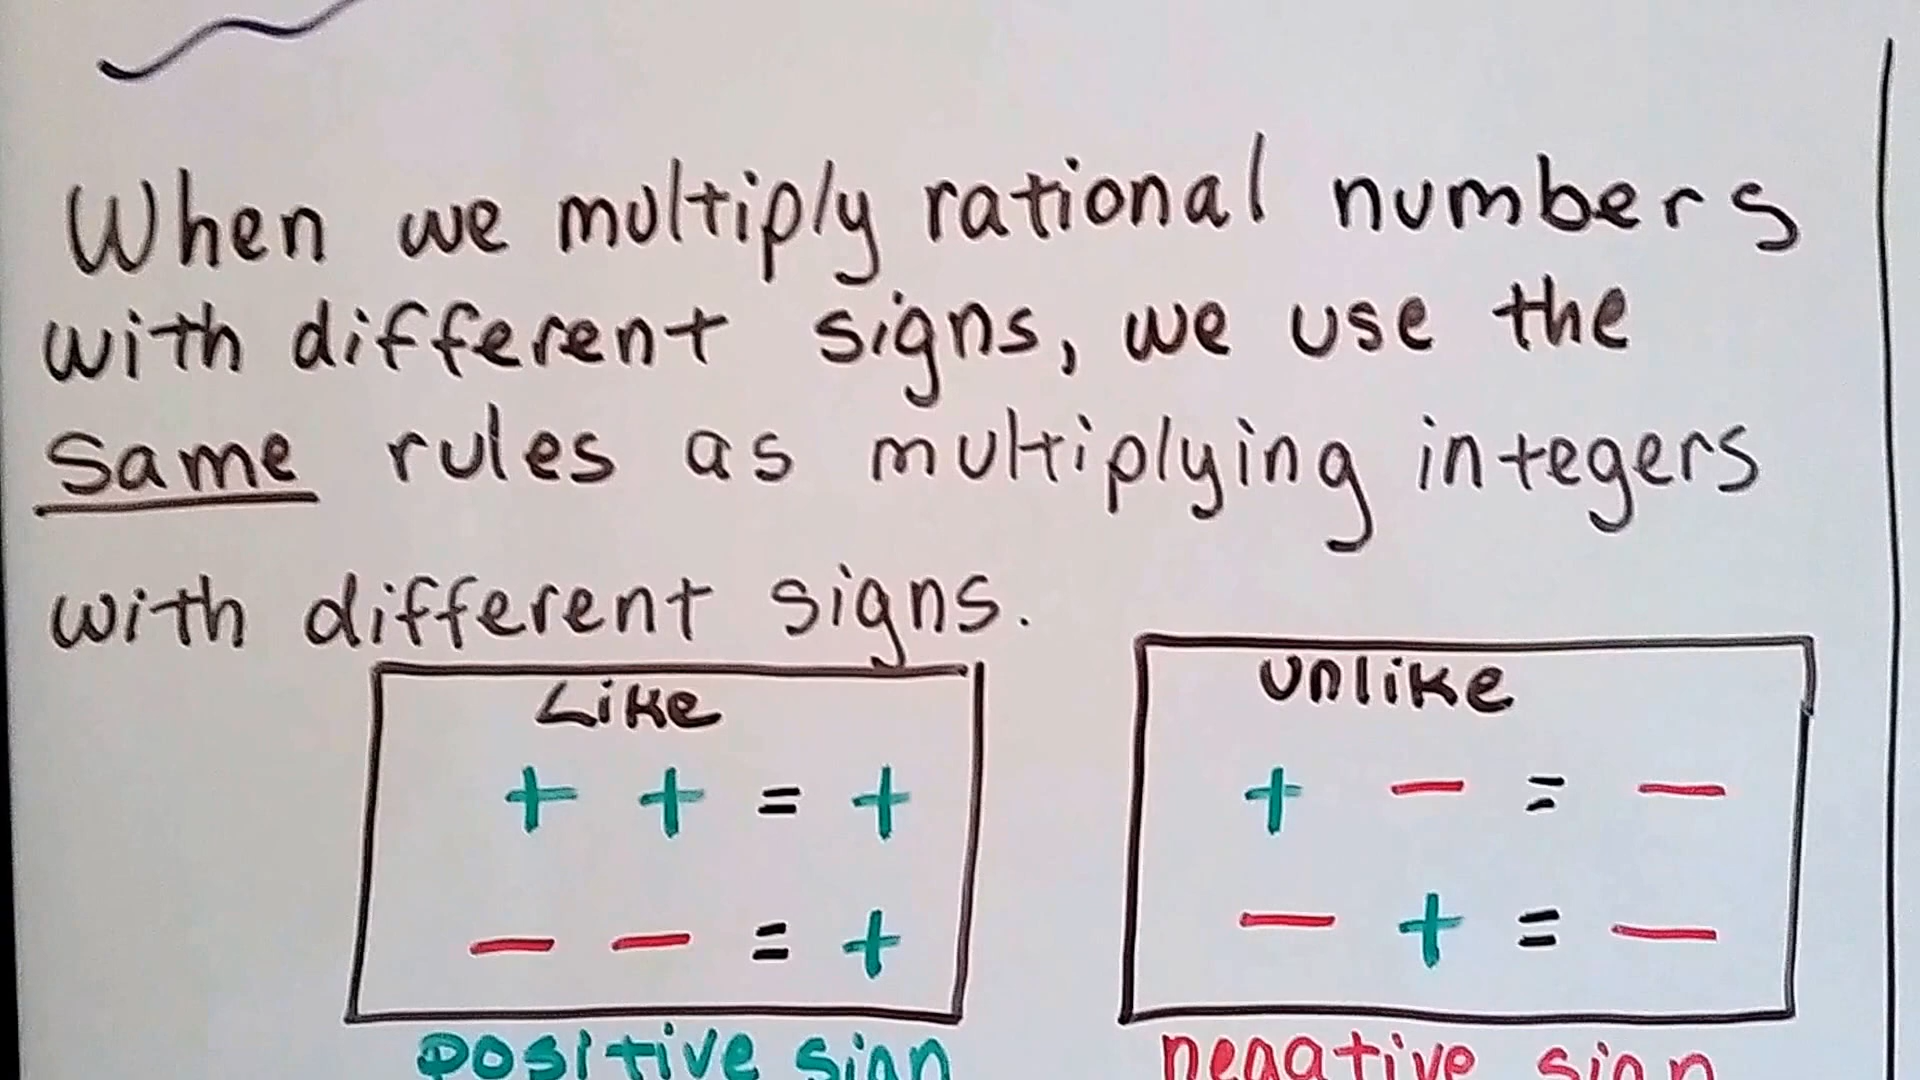 When we multiply rational numbers
with different signs, we use the
same rules as multiplying integers
with different signs.
Like
+ + = +
− − = +
positive sign
Unlike
+ − = −
− + = −
negative sign